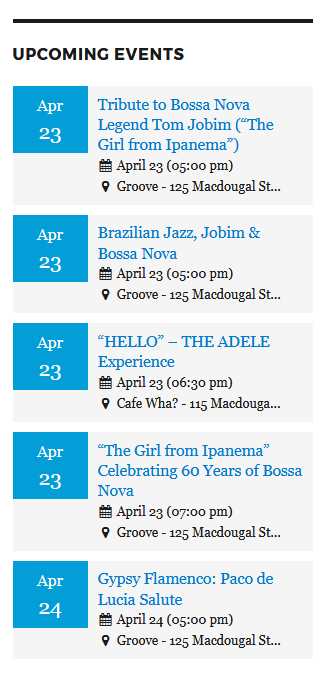 UPCOMING EVENTS
Apr
23
Tribute to Bossa Nova
Legend Tom Jobim (“The
Girl from Ipanema”)
April 23 (05:00 pm)
Groove - 125 Macdougal St...
Apr
23
Brazilian Jazz, Jobim &
Bossa Nova
April 23 (05:00 pm)
Groove - 125 Macdougal St...
Apr
23
“HELLO” – THE ADELE
Experience
April 23 (06:30 pm)
Cafe Wha? - 115 Macdouga...
Apr
23
“The Girl from Ipanema”
Celebrating 60 Years of Bossa
Nova
April 23 (07:00 pm)
Groove - 125 Macdougal St...
Apr
24
Gypsy Flamenco: Paco de
Lucia Salute
April 24 (05:00 pm)
Groove - 125 Macdougal St...